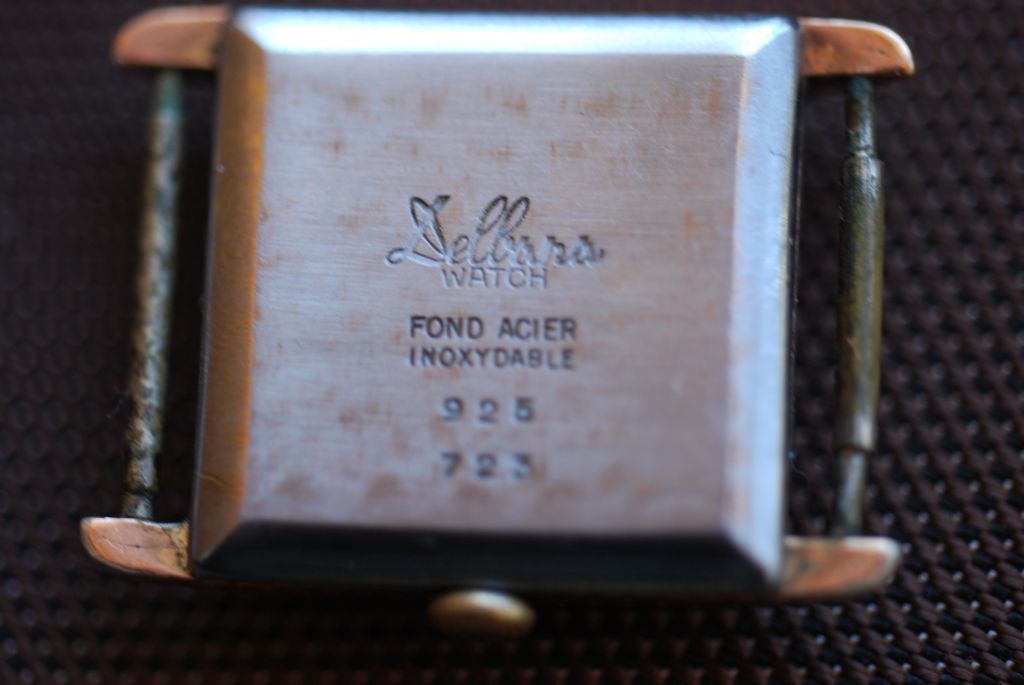 Delbana
WATCH
FOND ACIER
INOXYDABLE
925
723